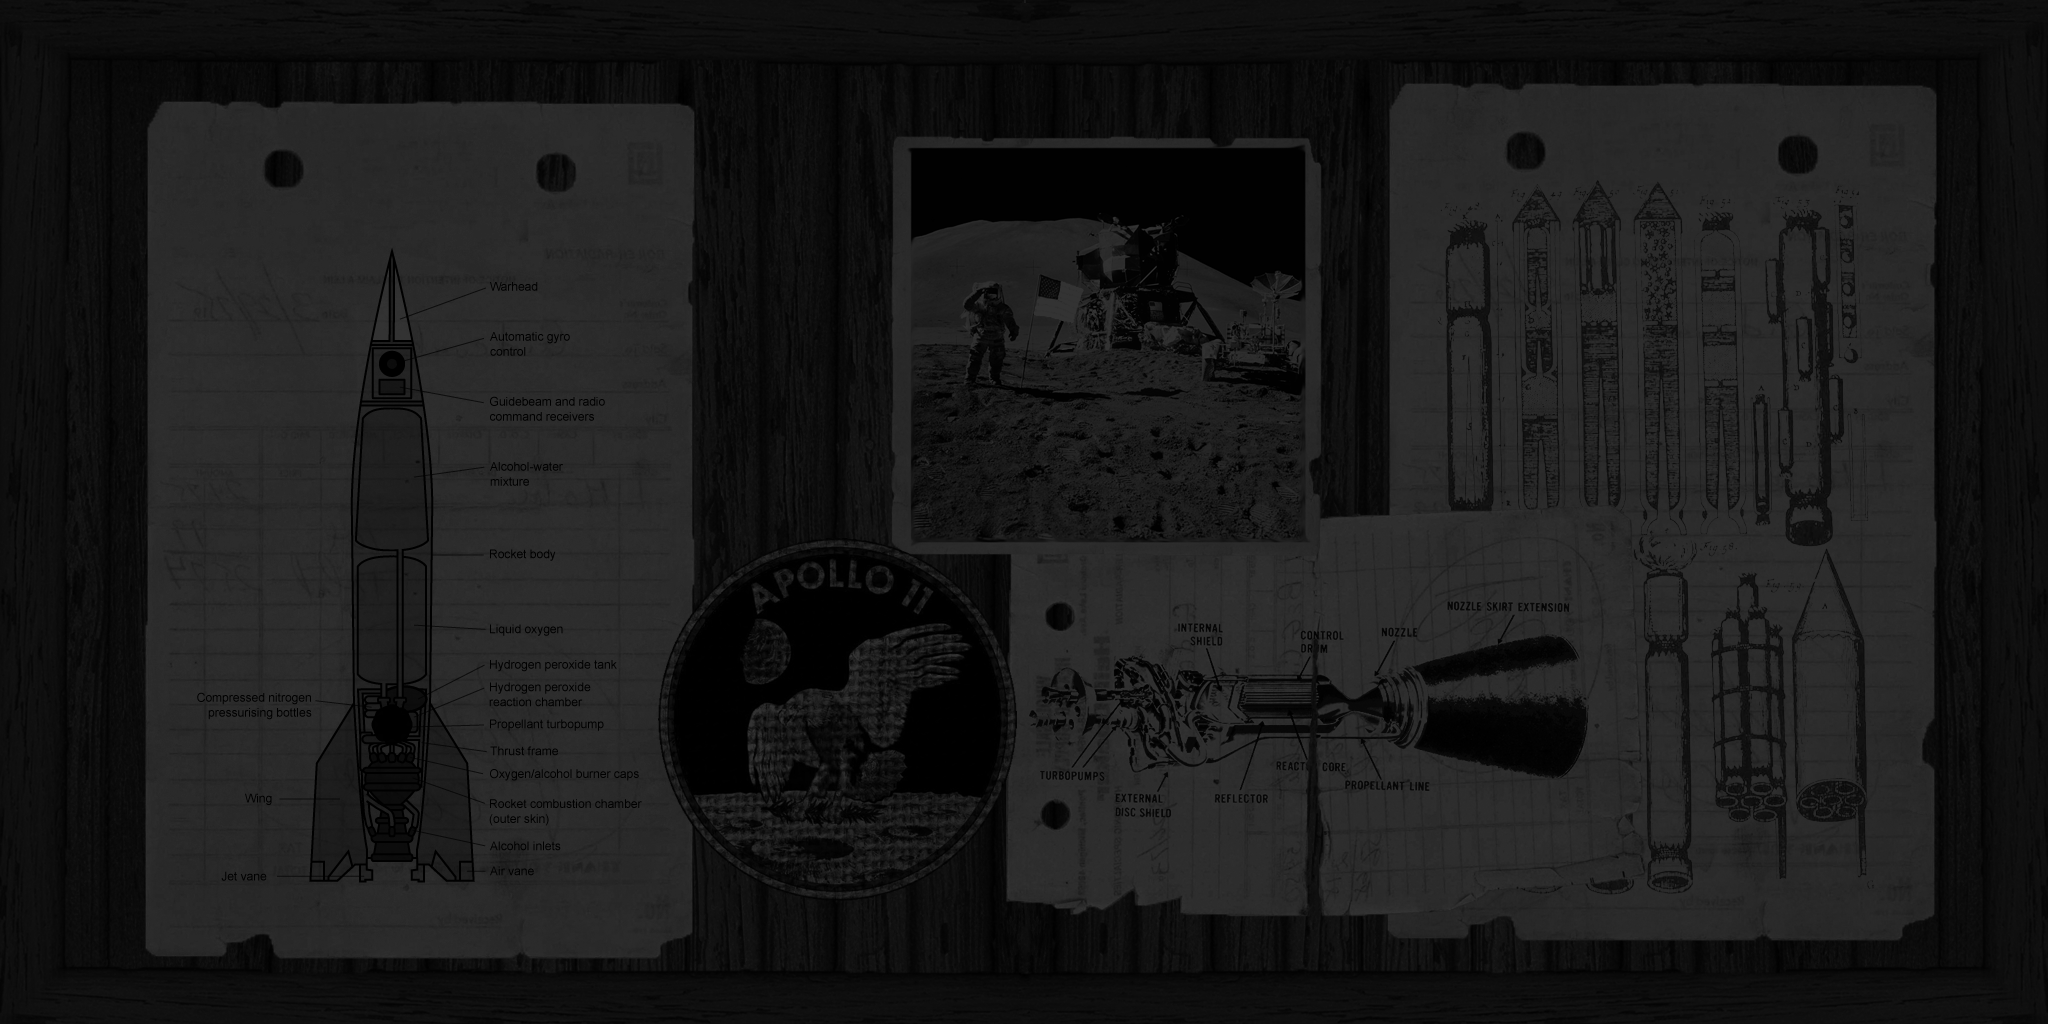 Warhead
Automatic gyro
control
Guidebeam and radio
command receivers
Alcohol-water
mixture
Rocket body
Liquid oxygen
Hydrogen peroxide tank
Hydrogen peroxide
reaction chamber
Compressed nitrogen
pressurising bottles
Propellant turbopump
Thrust frame
Oxygen/alcohol burner caps
Wing
Rocket combustion chamber
(outer skin)
Alcohol inlets
Jet vane
Air vane
APOLLO 11
NOZZLE SKIRT EXTENSION
INTERNAL
SHIELD
CONTROL
DRUM
NOZZLE
TURBOPUMPS
EXTERNAL
DISC SHIELD
REFLECTOR
REACTOR CORE
PROPELLANT LINE